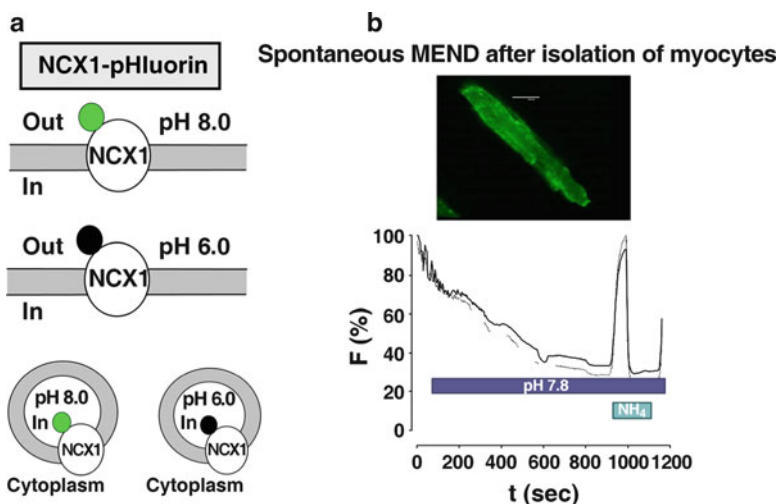 a
NCX1-pHluorin
Out pH 8.0
NCX1
In
Out pH 6.0
NCX1
In
pH 8.0
In
NCX1
Cytoplasm
pH 6.0
In
NCX1
Cytoplasm
b
Spontaneous MEND after isolation of myocytes
F (%)
100
80
60
40
20
0
pH 7.8
NH₄
0 200 400 600 800 1000 1200
t (sec)